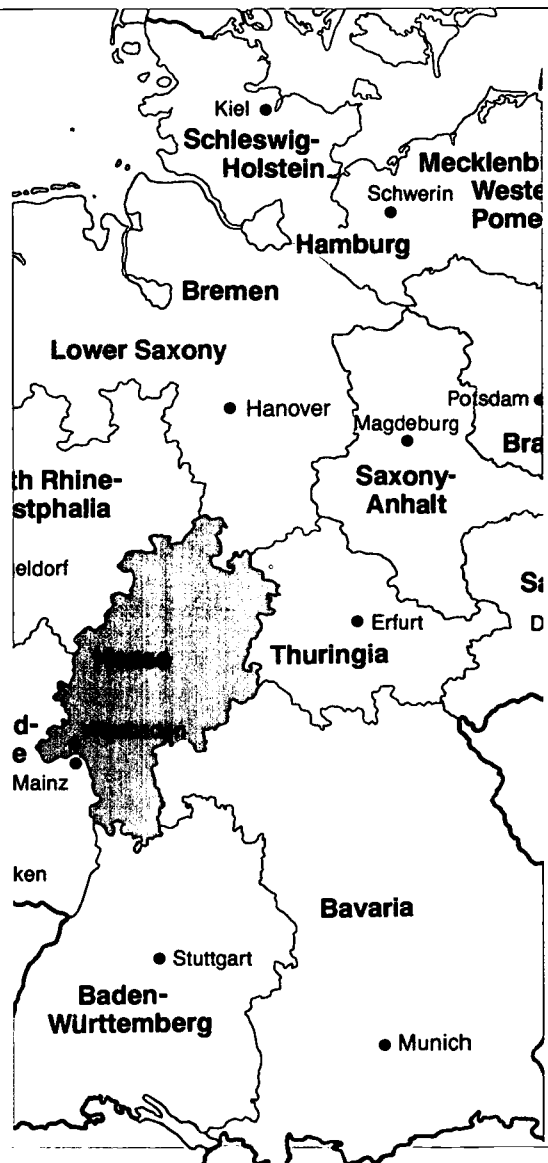 Kiel
Schleswig-
Holstein
Mecklenb
Weste
Pome
Schwerin
Hamburg
Bremen
Lower Saxony
Hanover
Potsdam
Magdeburg
Bra
Saxony-
Anhalt
th Rhine-
stphalia
eldorf
Sa
Erfurt
D
Thuringia
d-
e
Mainz
ken
Bavaria
Stuttgart
Baden-
Württemberg
Munich